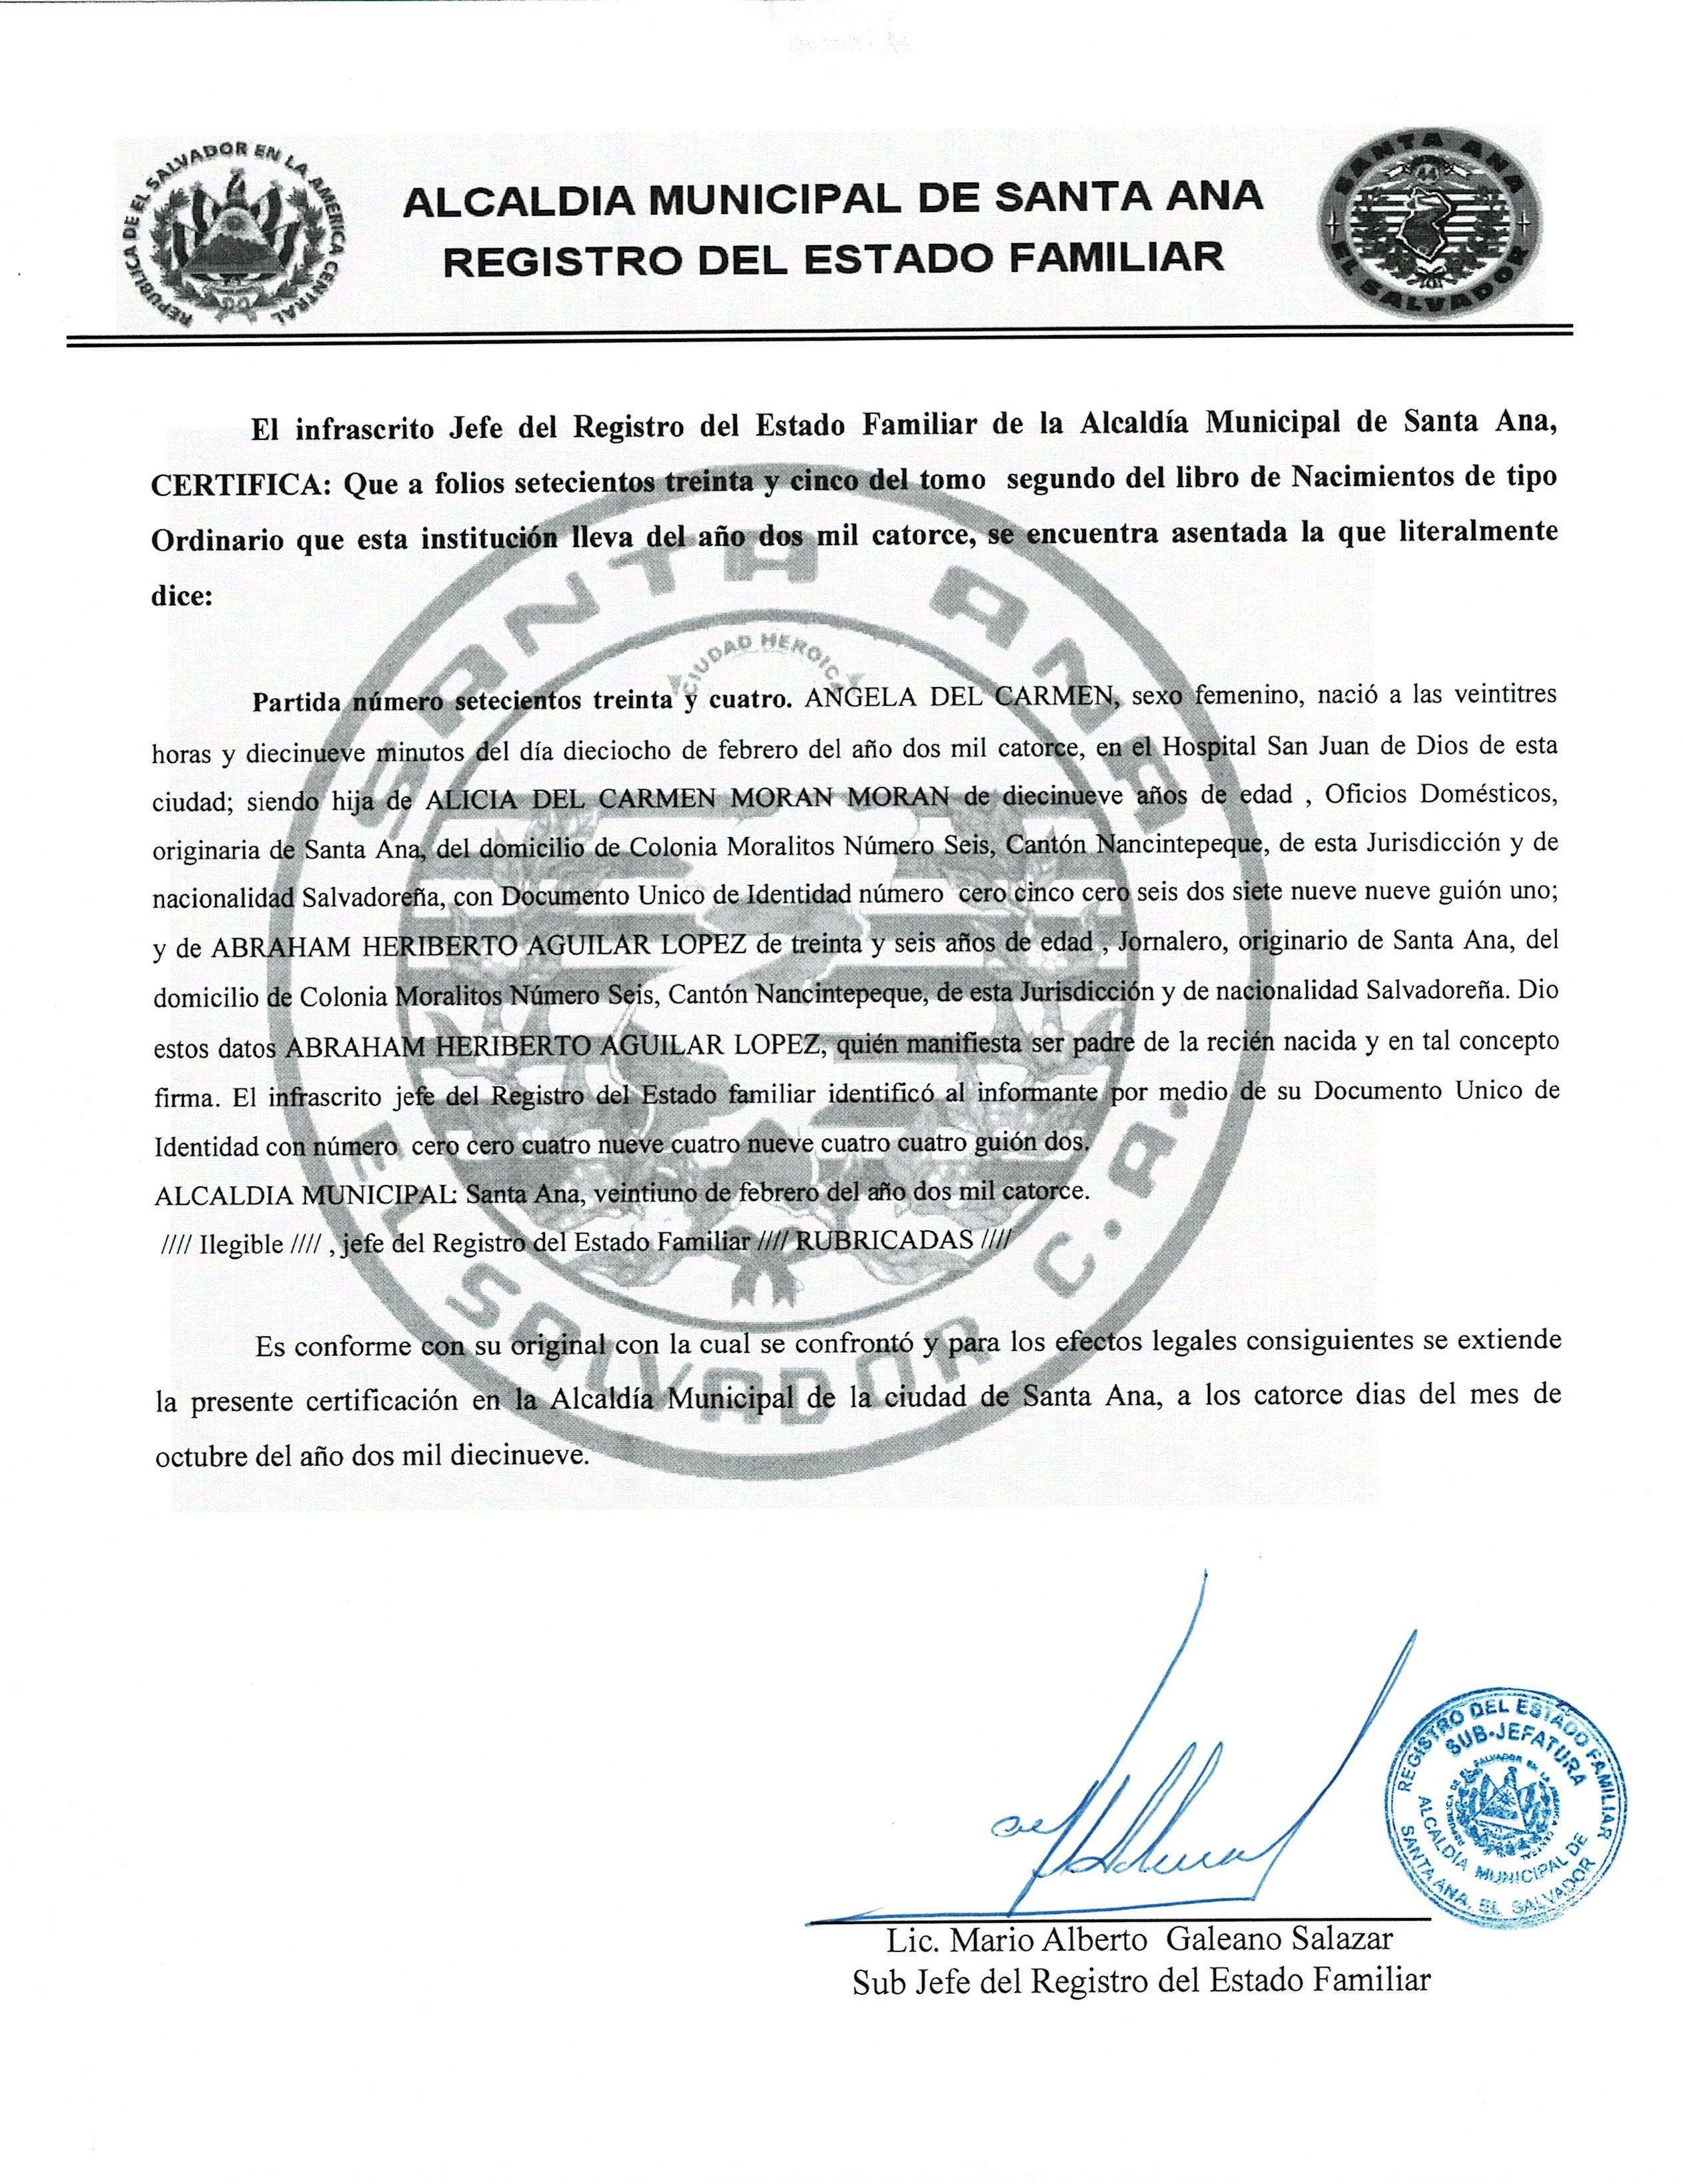 REPUBLICA DE EL SALVADOR EN LA AMERICA CENTRAL
ALCALDIA MUNICIPAL DE SANTA ANA
REGISTRO DEL ESTADO FAMILIAR
SANTA ANA
44
EL SALVADOR
El infrascrito Jefe del Registro del Estado Familiar de la Alcaldía Municipal de Santa Ana,
CERTIFICA: Que a folios setecientos treinta y cinco del tomo segundo del libro de Nacimientos de tipo
Ordinario que esta institución lleva del año dos mil catorce, se encuentra asentada la que literalmente
dice:
SANTA ANA
CIUDAD HEROICA
Partida número setecientos treinta y cuatro. ANGELA DEL CARMEN, sexo femenino, nació a las veintitres
horas y diecinueve minutos del día dieciocho de febrero del año dos mil catorce, en el Hospital San Juan de Dios de esta
ciudad; siendo hija de ALICIA DEL CARMEN MORAN MORAN de diecinueve años de edad , Oficios Domésticos,
originaria de Santa Ana, del domicilio de Colonia Moralitos Número Seis, Cantón Nancintepeque, de esta Jurisdicción y de
nacionalidad Salvadoreña, con Documento Unico de Identidad número cero cinco cero seis dos siete nueve nueve guión uno;
y de ABRAHAM HERIBERTO AGUILAR LOPEZ de treinta y seis años de edad , Jornalero, originario de Santa Ana, del
domicilio de Colonia Moralitos Número Seis, Cantón Nancintepeque, de esta Jurisdicción y de nacionalidad Salvadoreña. Dio
estos datos ABRAHAM HERIBERTO AGUILAR LOPEZ, quién manifiesta ser padre de la recién nacida y en tal concepto
firma. El infrascrito jefe del Registro del Estado familiar identificó al informante por medio de su Documento Unico de
Identidad con número cero cero cuatro nueve cuatro nueve cuatro cuatro guión dos.
ALCALDIA MUNICIPAL: Santa Ana, veintiuno de febrero del año dos mil catorce.
//// Ilegible //// , jefe del Registro del Estado Familiar //// RUBRICADAS ////
EL SALVADOR C.A.
Es conforme con su original con la cual se confrontó y para los efectos legales consiguientes se extiende
la presente certificación en la Alcaldía Municipal de la ciudad de Santa Ana, a los catorce dias del mes de
octubre del año dos mil diecinueve.
REGISTRO DEL ESTADO FAMILIAR
SUB-JEFATURA
REPUBLICA DE EL SALVADOR EN LA AMERICA CENTRAL
ALCALDÍA MUNICIPAL DE
SANTA ANA, EL SALVADOR
Lic. Mario Alberto Galeano Salazar
Sub Jefe del Registro del Estado Familiar